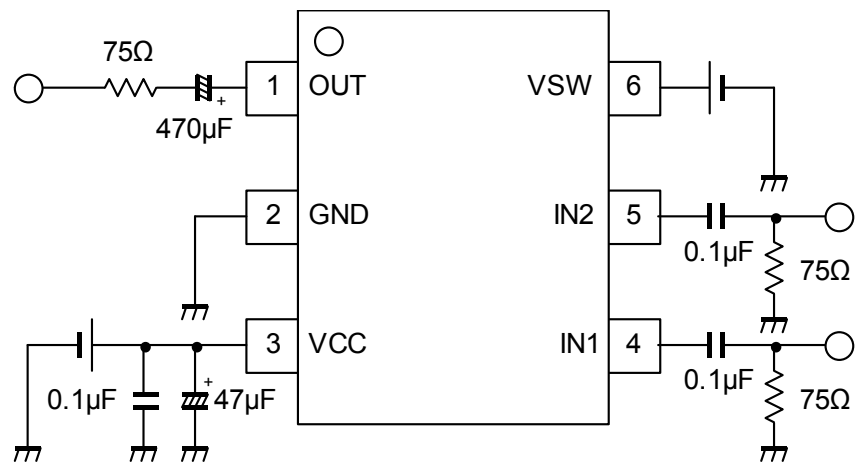 75Ω
1
OUT
VSW
6
+
470µF
2
GND
IN2
5
0.1µF
75Ω
3
VCC
IN1
4
0.1µF
+
47µF
0.1µF
75Ω